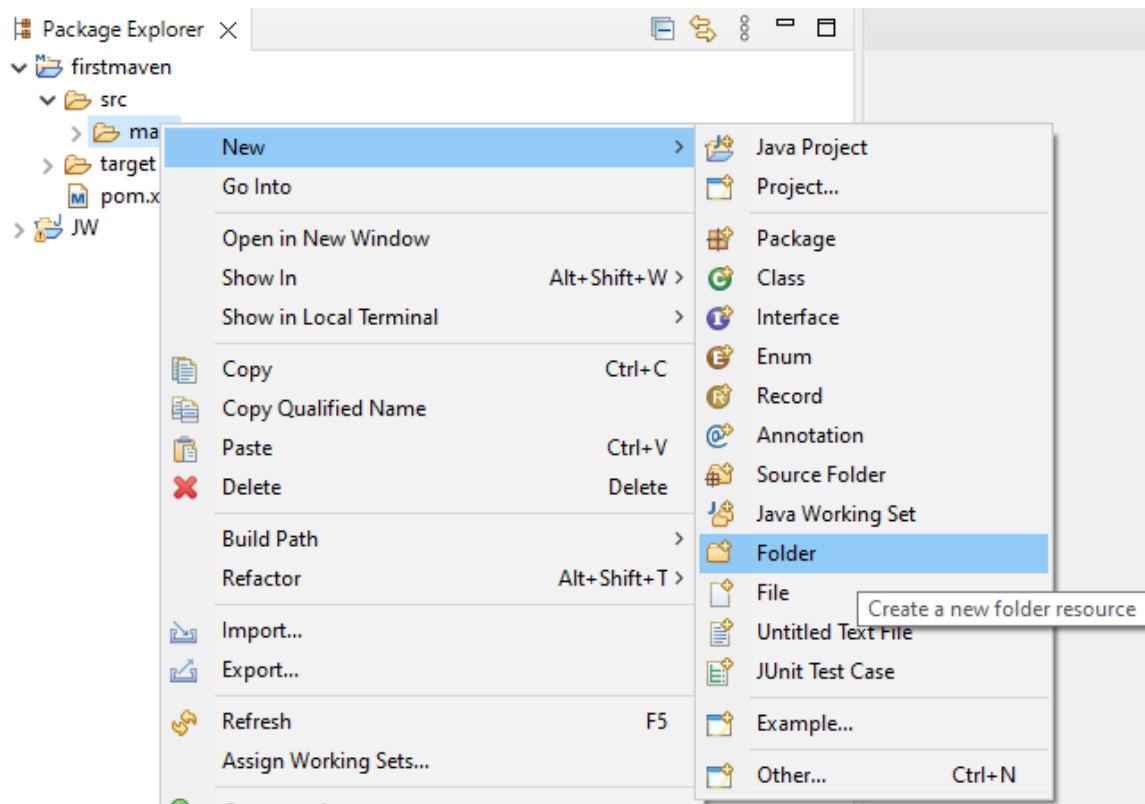 Package Explorer
firstmaven
src
ma
target
pom.x
JW
New
Go Into
Open in New Window
Show In Alt+Shift+W
Show in Local Terminal
Copy Ctrl+C
Copy Qualified Name
Paste Ctrl+V
Delete Delete
Build Path
Refactor Alt+Shift+T
Import...
Export...
Refresh F5
Assign Working Sets...
Java Project
Project...
Package
Class
Interface
Enum
Record
Annotation
Source Folder
Java Working Set
Folder
File
Create a new folder resource
Untitled Text File
JUnit Test Case
Example...
Other... Ctrl+N